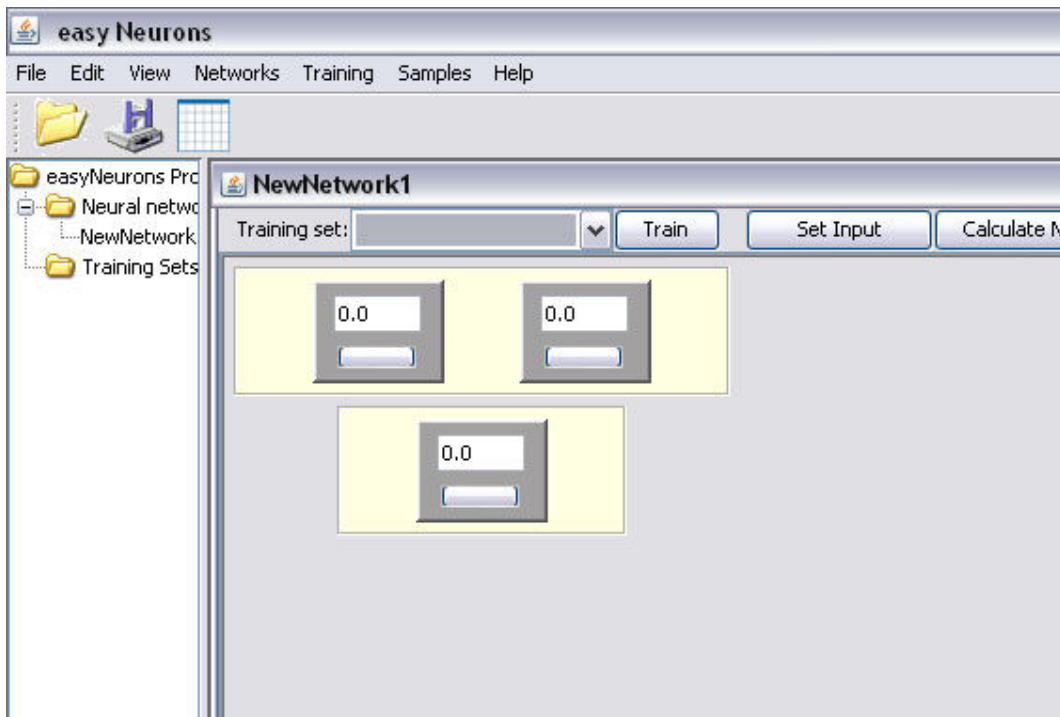 easy Neurons
File Edit View Networks Training Samples Help
easyNeurons Prc
Neural netwo
NewNetwork
Training Sets
NewNetwork1
Training set: Train Set Input Calculate N
0.0 0.0
0.0